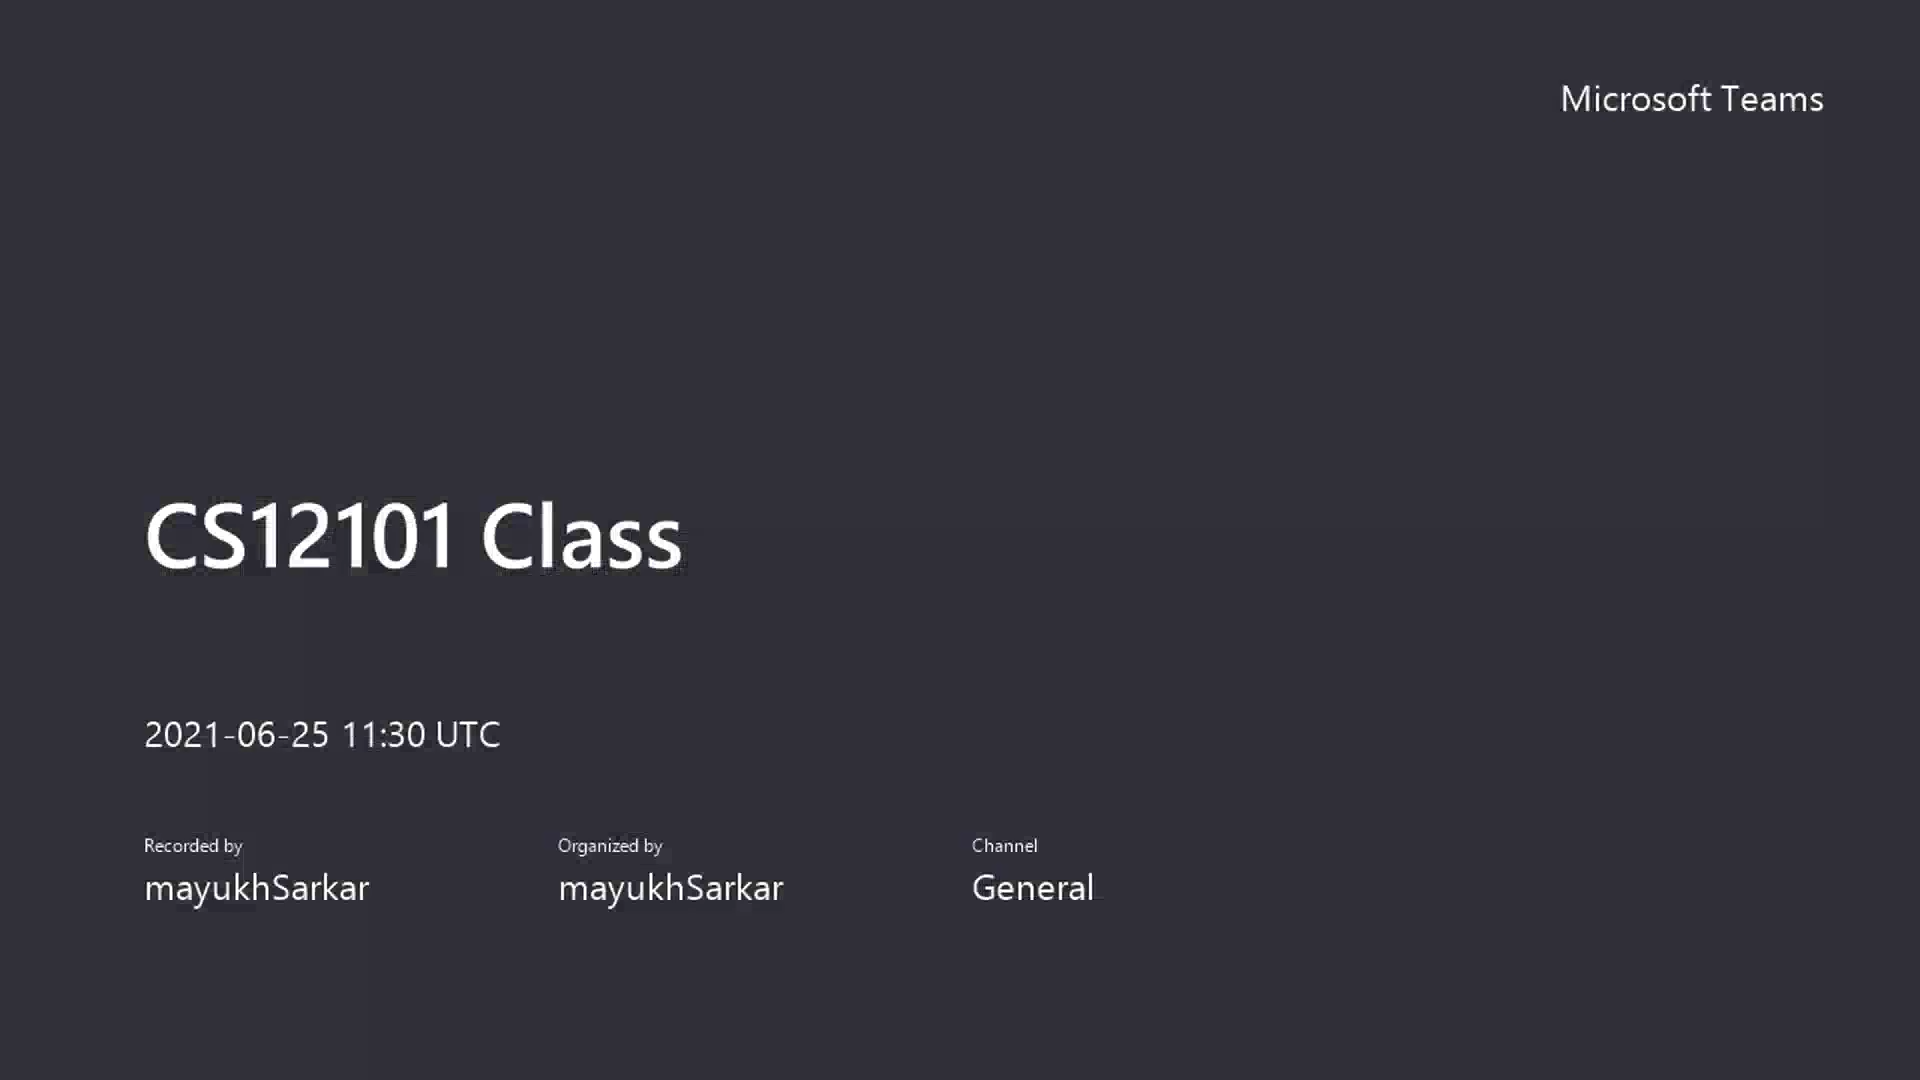 Microsoft Teams
CS12101 Class
2021-06-25 11:30 UTC
Recorded by
mayukhSarkar
Organized by
mayukhSarkar
Channel
General